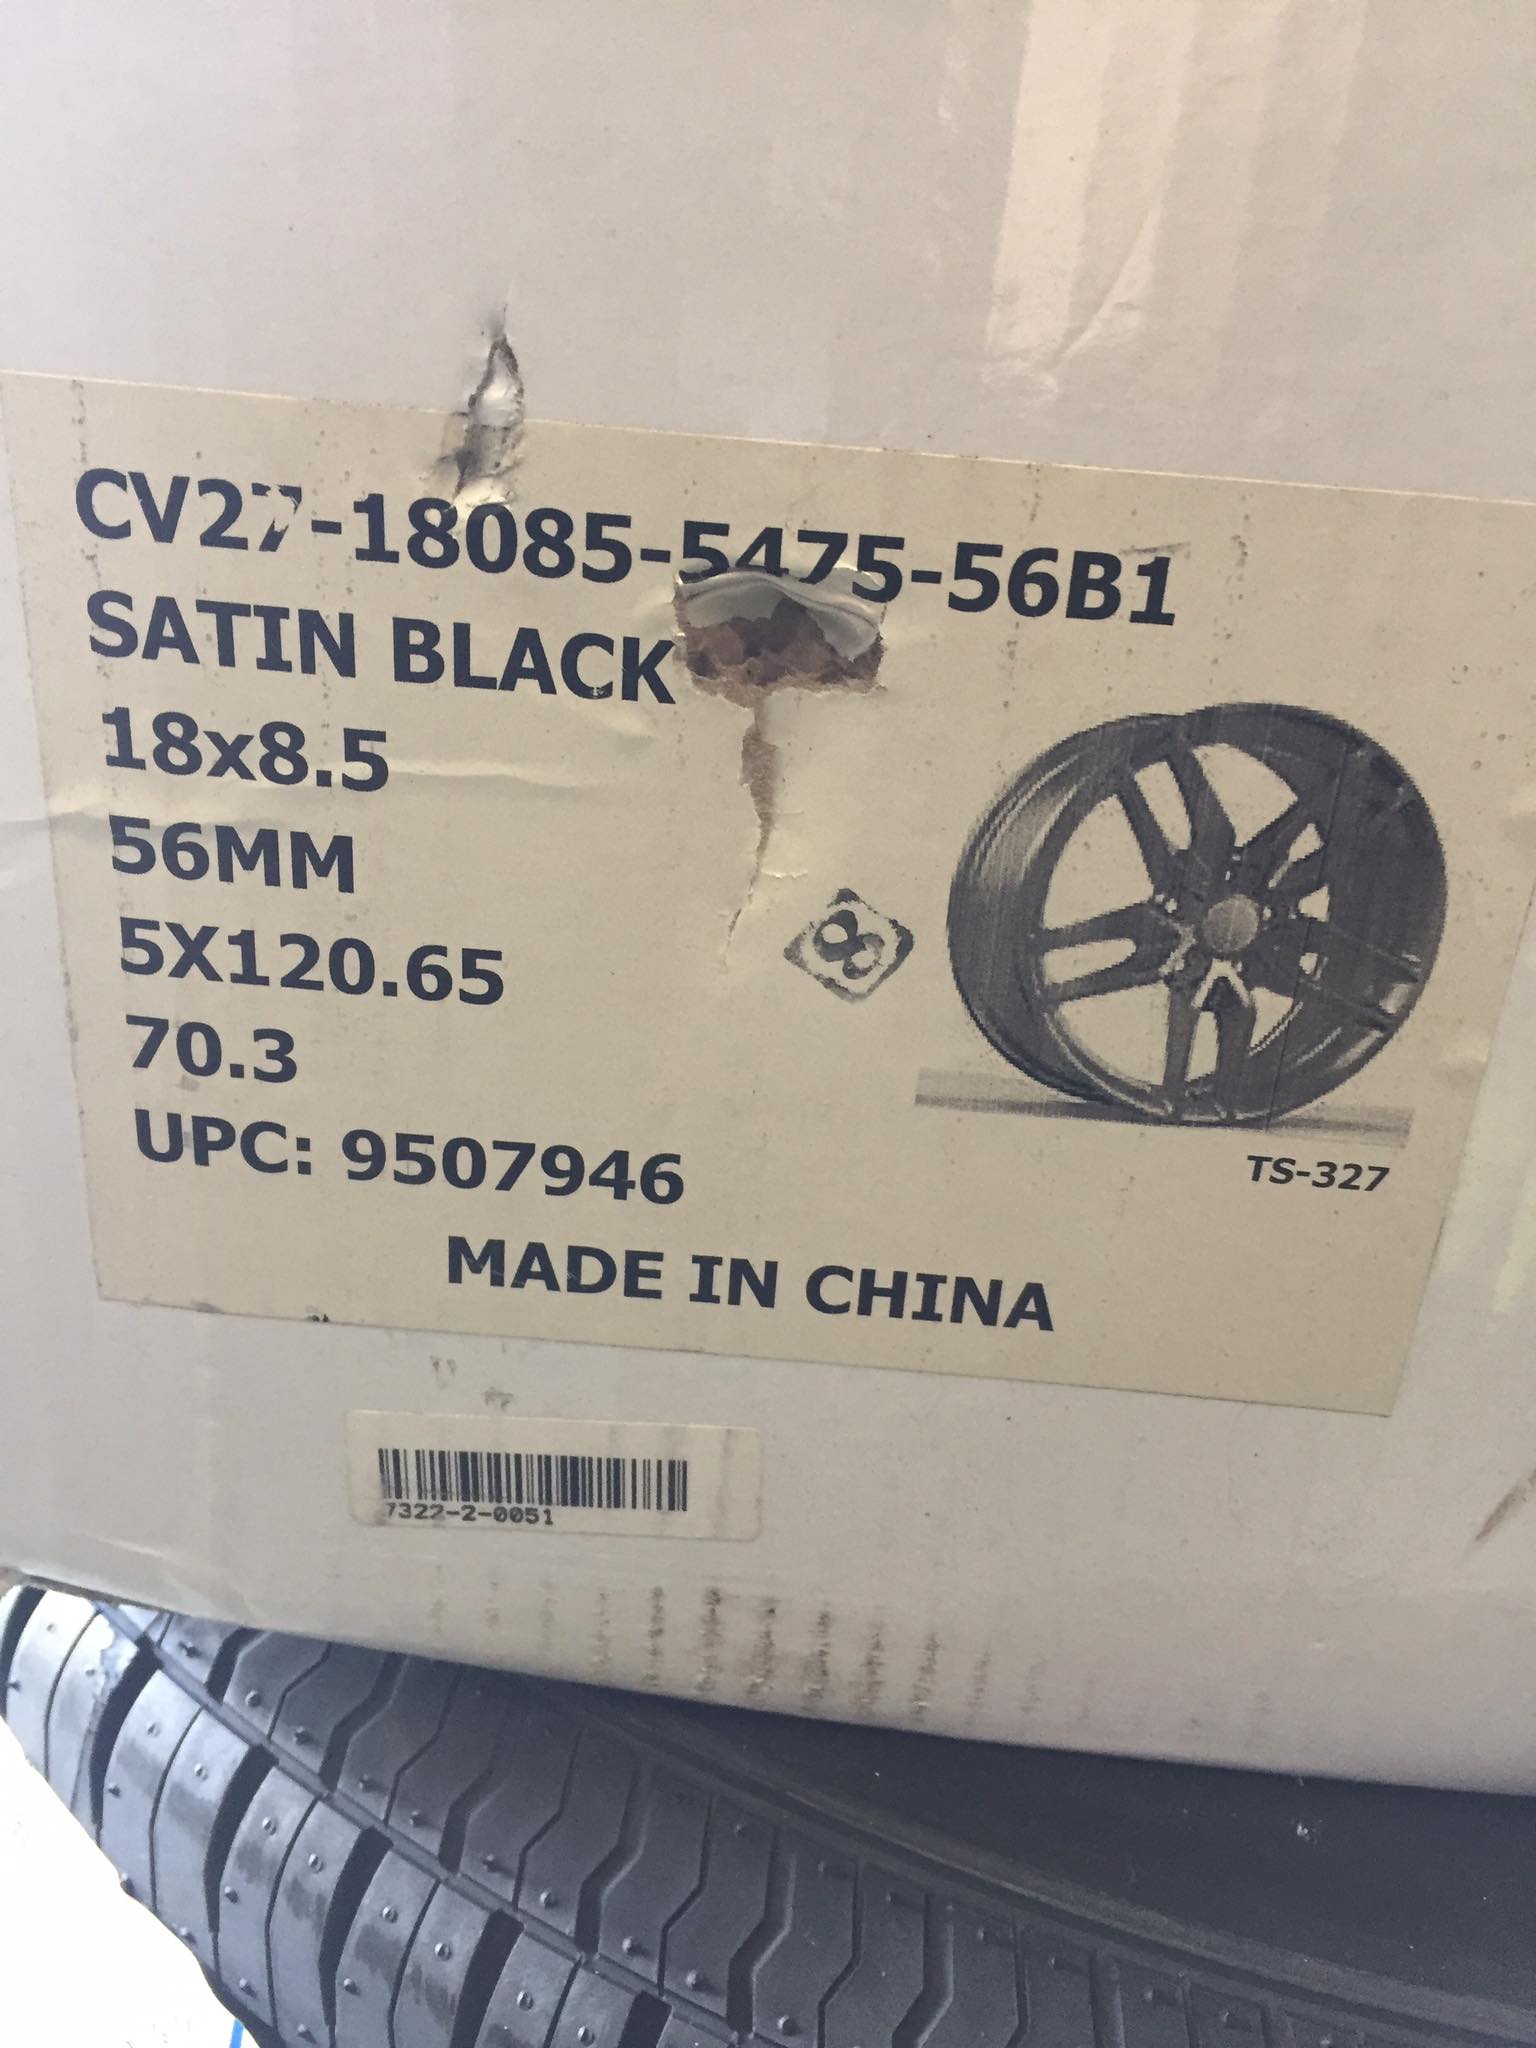 CV27-18085-5475-56B1
SATIN BLACK
18x8.5
56MM
5X120.65
70.3
UPC: 9507946
TS-327
MADE IN CHINA
7322-2-0051